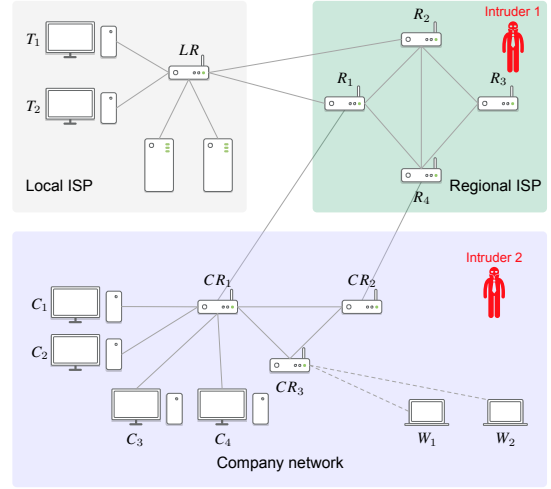 T₁
LR
R₂
Intruder 1
T₂
R₁
R₃
Local ISP
R₄
Regional ISP
Intruder 2
C₁
CR₁
CR₂
C₂
CR₃
C₃
C₄
W₁
W₂
Company network